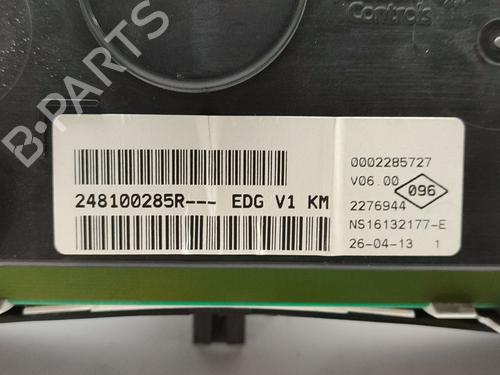 Controls
248100285R--- EDG V1 KM
0002285727
V06.00
096
2276944
NS16132177-E
26-04-13 1
B-PARTS